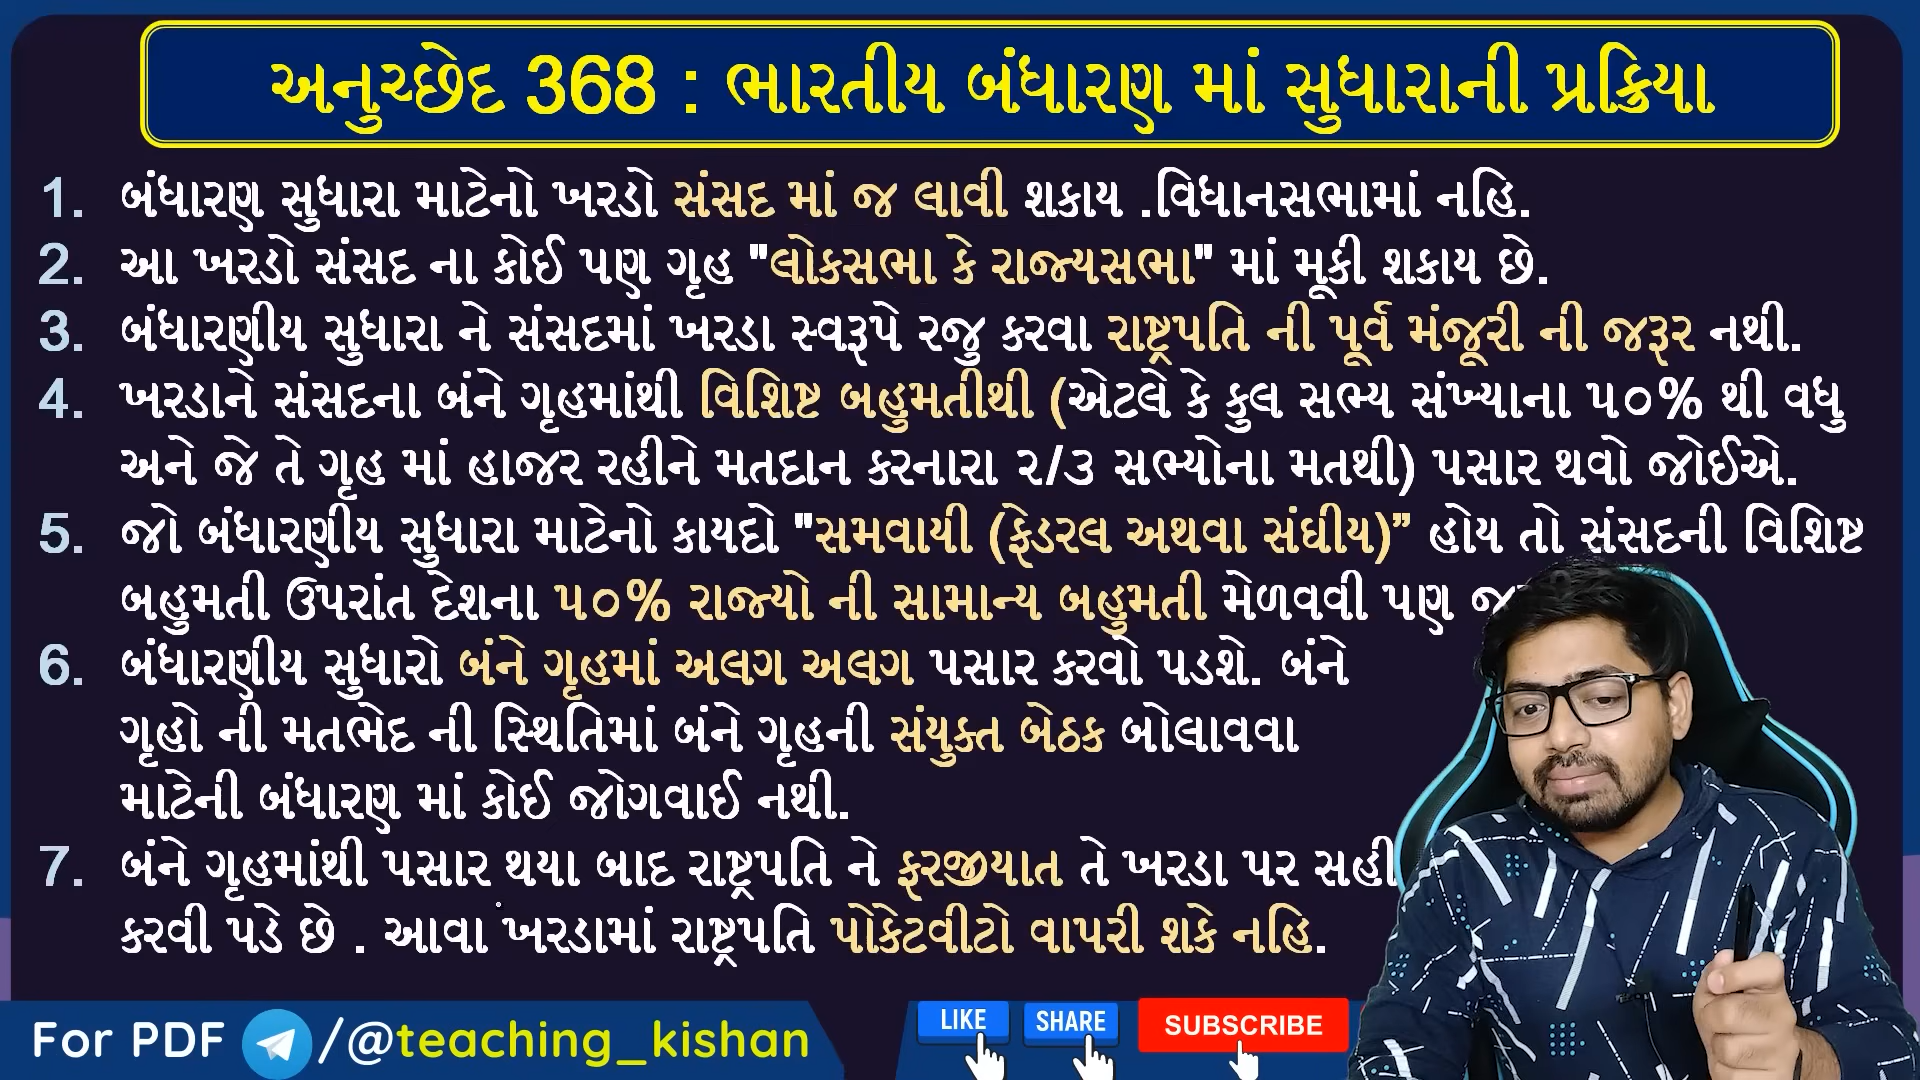 અનુચ્છેદ 368 : ભારતીય બંધારણ માં સુધારાની પ્રક્રિયા
1. બંધારણ સુધારા માટેનો ખરડો સંસદ માં જ લાવી શકાય .વિધાનસભામાં નહિ.
2. આ ખરડો સંસદ ના કોઈ પણ ગૃહ "લોકસભા કે રાજ્યસભા" માં મૂકી શકાય છે.
3. બંધારણીય સુધારા ને સંસદમાં ખરડા સ્વરૂપે રજુ કરવા રાષ્ટ્રપતિ ની પૂર્વ મંજૂરી ની જરૂર નથી.
4. ખરડાને સંસદના બંને ગૃહમાંથી વિશિષ્ટ બહુમતીથી (એટલે કે કુલ સભ્ય સંખ્યાના ૫૦% થી વધુ
અને જે તે ગૃહ માં હાજર રહીને મતદાન કરનારા ૨/૩ સભ્યોના મતથી) પસાર થવો જોઈએ.
5. જો બંધારણીય સુધારા માટેનો કાયદો "સમવાયી (ફેડરલ અથવા સંઘીય)” હોય તો સંસદની વિશિષ્ટ
બહુમતી ઉપરાંત દેશના ૫૦% રાજ્યો ની સામાન્ય બહુમતી મેળવવી પણ
6. બંધારણીય સુધારો બંને ગૃહમાં અલગ અલગ પસાર કરવો પડશે. બંને
ગૃહો ની મતભેદ ની સ્થિતિમાં બંને ગૃહની સંયુક્ત બેઠક બોલાવવા
માટેની બંધારણ માં કોઈ જોગવાઈ નથી.
7. બંને ગૃહમાંથી પસાર થયા બાદ રાષ્ટ્રપતિ ને ફરજીયાત તે ખરડા પર સહી
કરવી પડે છે . આવા ખરડામાં રાષ્ટ્રપતિ પોકેટવીટો વાપરી શકે નહિ.
For PDF /@teaching_kishan
LIKE SHARE SUBSCRIBE